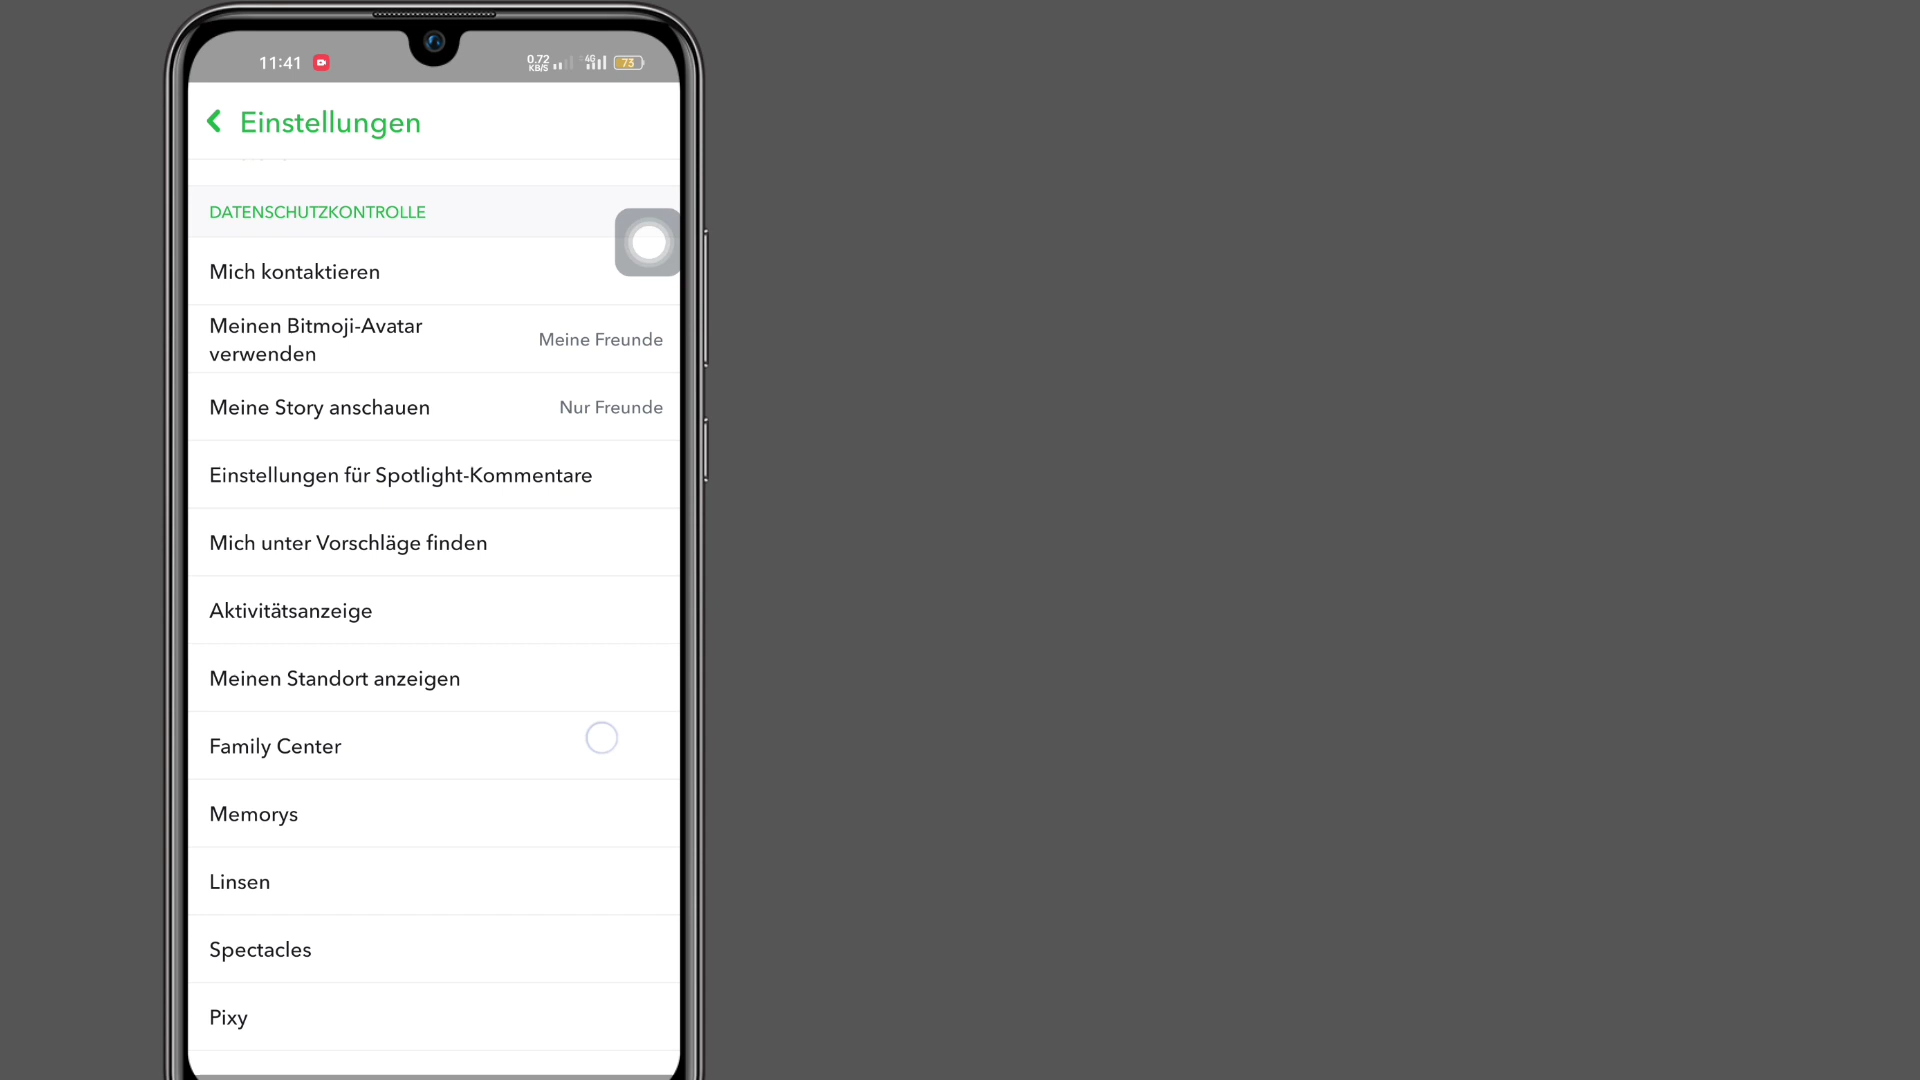 11:41
0.72
KB/S
4G
73
Einstellungen
DATENSCHUTZKONTROLLE
Mich kontaktieren
Meinen Bitmoji-Avatar
verwenden
Meine Freunde
Meine Story anschauen
Nur Freunde
Einstellungen für Spotlight-Kommentare
Mich unter Vorschläge finden
Aktivitätsanzeige
Meinen Standort anzeigen
Family Center
Memorys
Linsen
Spectacles
Pixy